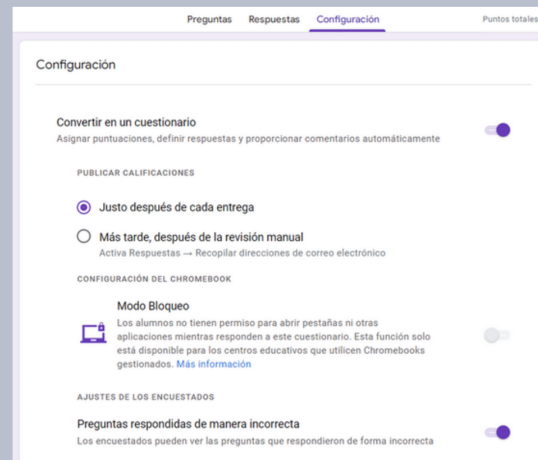 Preguntas Respuestas Configuración Puntos totales
Configuración
Convertir en un cuestionario
Asignar puntuaciones, definir respuestas y proporcionar comentarios automáticamente
PUBLICAR CALIFICACIONES
Justo después de cada entrega
Más tarde, después de la revisión manual
Activa Respuestas → Recopilar direcciones de correo electrónico
CONFIGURACIÓN DEL CHROMEBOOK
Modo Bloqueo
Los alumnos no tienen permiso para abrir pestañas ni otras
aplicaciones mientras responden a este cuestionario. Esta función solo
está disponible para los centros educativos que utilicen Chromebooks
gestionados. Más información
AJUSTES DE LOS ENCUESTADOS
Preguntas respondidas de manera incorrecta
Los encuestados pueden ver las preguntas que respondieron de forma incorrecta